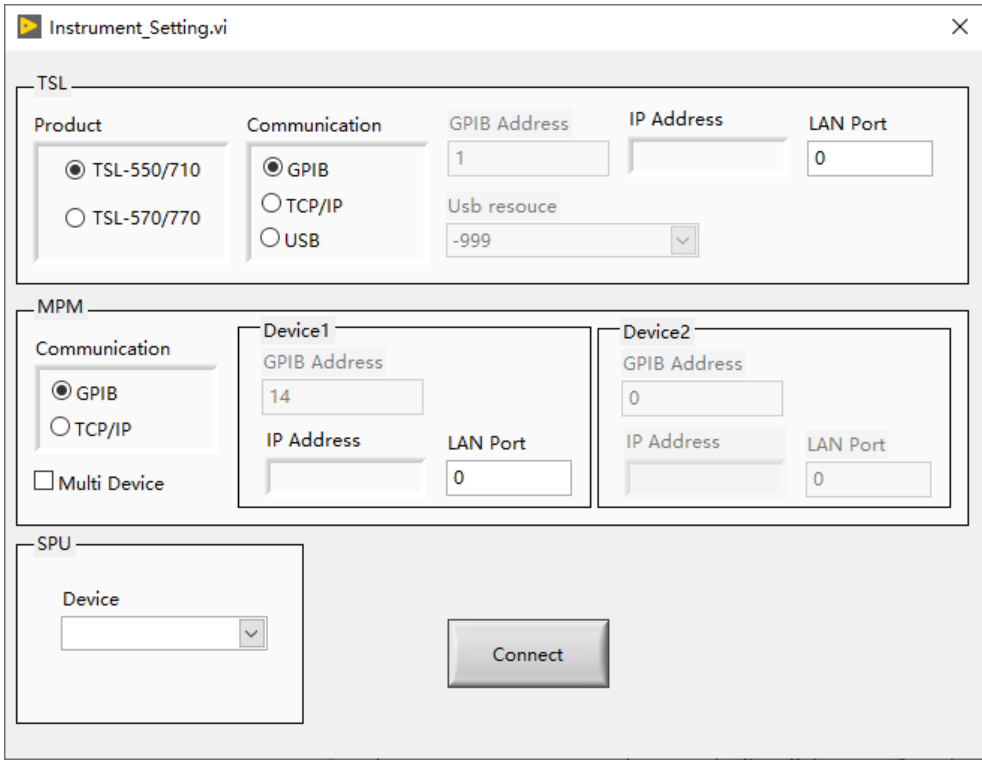 Instrument_Setting.vi
TSL
Product
TSL-550/710
TSL-570/770
Communication
GPIB
TCP/IP
USB
GPIB Address
1
IP Address
LAN Port
0
Usb resouce
-999
MPM
Communication
GPIB
TCP/IP
Multi Device
Device1
GPIB Address
14
IP Address
LAN Port
0
Device2
GPIB Address
0
IP Address
LAN Port
0
SPU
Device
Connect